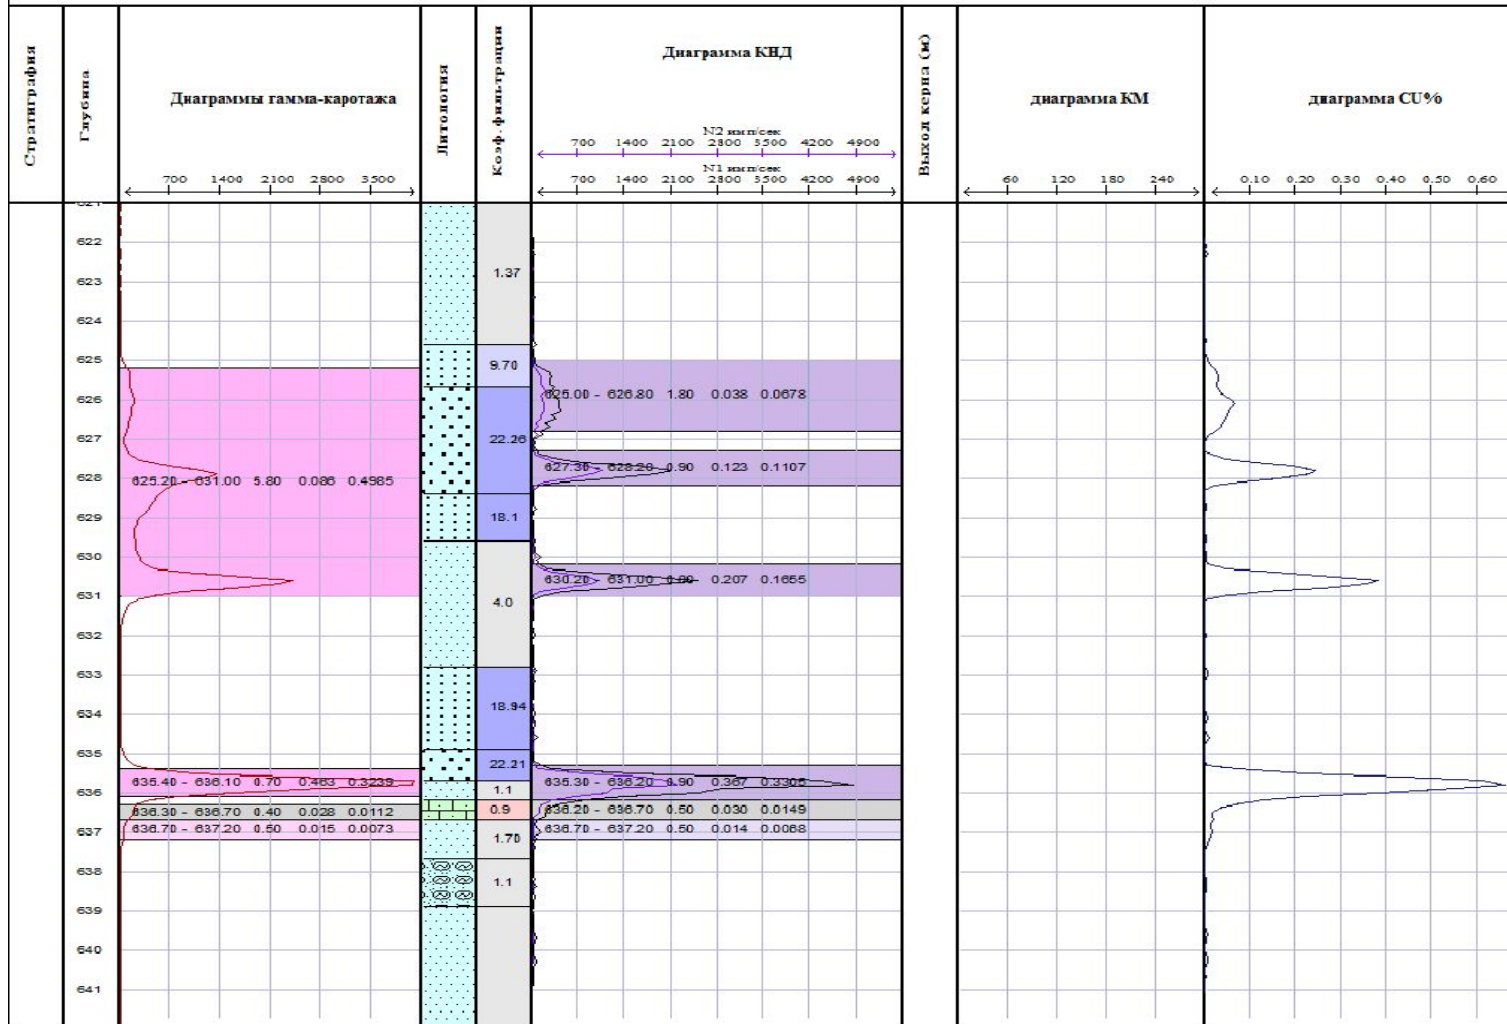 Стратиграфия
Глубина
Диаграммы гамма-каротажа
700 1400 2100 2800 3500
Литология
Коэф. фильтрации
Диаграмма КНД
N2 имп/сек
700 1400 2100 2800 3500 4200 4900
N1 имп/сек
700 1400 2100 2800 3500 4200 4900
Выход керна (м)
диаграмма КМ
60 120 180 240
диаграмма CU%
0.10 0.20 0.30 0.40 0.50 0.60
622
623
624
625
626
627
628
629
630
631
632
633
634
635
636
637
638
639
640
641
625.20 - 631.00 5.80 0.086 0.4985
635.40 - 636.10 0.70 0.463 0.3239
636.30 - 636.70 0.40 0.028 0.0112
636.70 - 637.20 0.50 0.015 0.0073
1.37
9.70
22.26
18.1
4.0
18.94
22.21
1.1
0.9
1.70
1.1
625.00 - 626.80 1.80 0.038 0.0678
627.30 - 628.20 0.90 0.123 0.1107
630.20 - 631.00 0.80 0.207 0.1655
635.30 - 636.20 0.90 0.367 0.3306
636.20 - 636.70 0.50 0.030 0.0149
636.70 - 637.20 0.50 0.014 0.0068